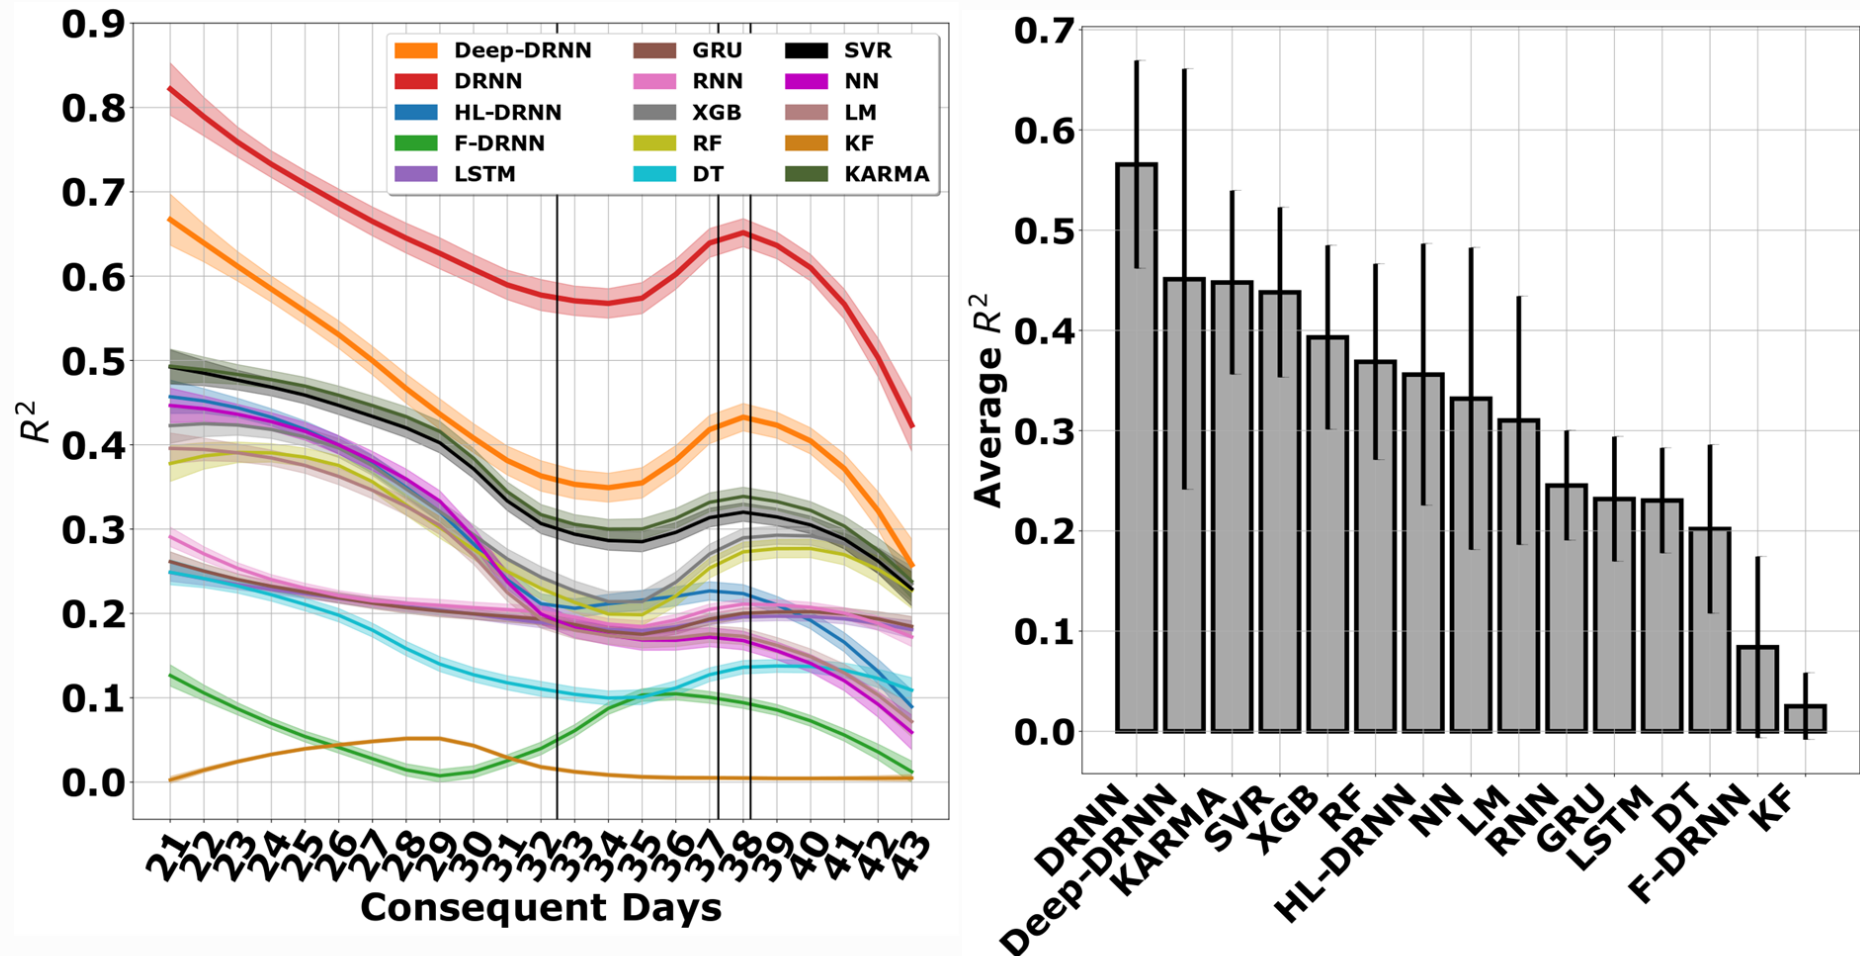 0.9
0.8
0.7
0.6
0.5
0.4
0.3
0.2
0.1
0.0
R²
Deep-DRNN
DRNN
HL-DRNN
F-DRNN
LSTM
GRU
RNN
XGB
RF
DT
SVR
NN
LM
KF
KARMA
21 22 23 24 25 26 27 28 29 30 31 32 33 34 35 36 37 38 39 40 41 42 43
Consequent Days
0.7
0.6
0.5
0.4
0.3
0.2
0.1
0.0
Average R²
DRNN
Deep-DRNN
KARMA
SVR
XGB
RF
HL-DRNN
NN
LM
RNN
GRU
LSTM
DT
F-DRNN
KF